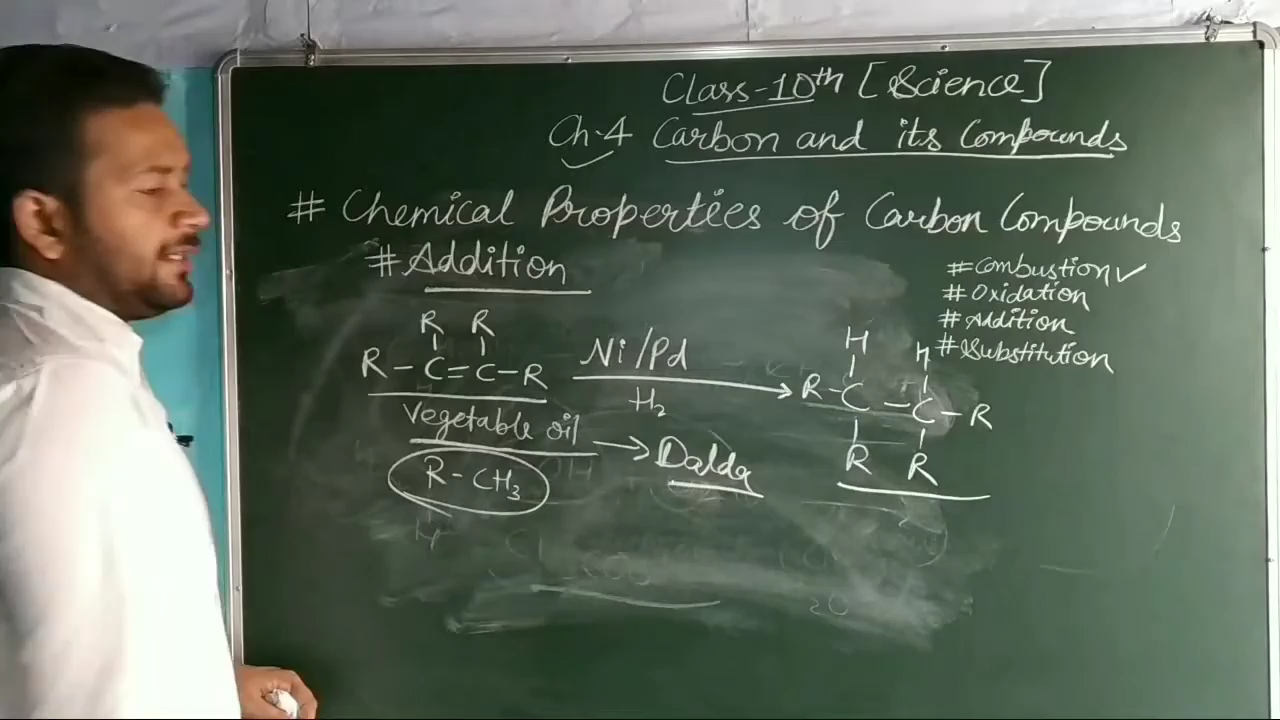 Class-10th [Science]
Ch-4 Carbon and its Compounds
# Chemical Properties of Carbon Compounds
# Addition
# Combustion ✓
# Oxidation
# Addition
# Substitution
R R
R-C=C-R
Ni/Pd
H₂
H H
R-C-C-R
R R
Vegetable oil → Dalda
R-CH₃